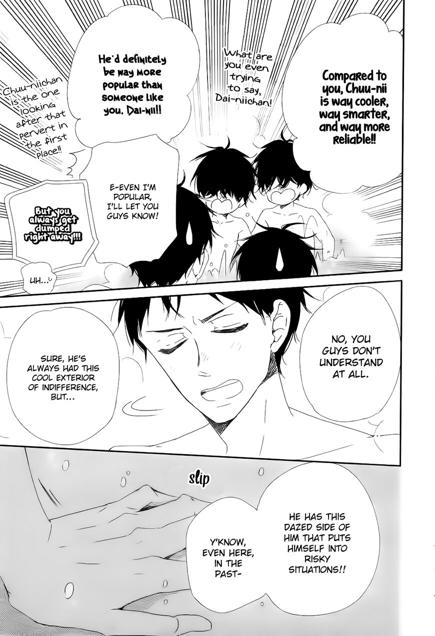 Compared to
you, Chuu-nii
is way cooler,
way smarter,
and way more
reliable!!
What are
you even
trying
to say,
Dai-niichan!
He'd definitely
be way more
popular than
someone like
you. Dai-nii!!
Chuu-niichan
is the one
looking
after that
pervert in
the first
place!!
E-EVEN I'M
POPULAR,
I'LL LET YOU
GUYS KNOW!
But you
always get
dumped
right away!!!
UH...
NO, YOU
GUYS DON'T
UNDERSTAND
AT ALL.
SURE, HE'S
ALWAYS HAD THIS
COOL EXTERIOR
OF INDIFFERENCE,
BUT...
slip
HE HAS THIS
DAZED SIDE OF
HIM THAT PUTS
HIMSELF INTO
RISKY
SITUATIONS!!
Y'KNOW,
EVEN HERE,
IN THE
PAST-